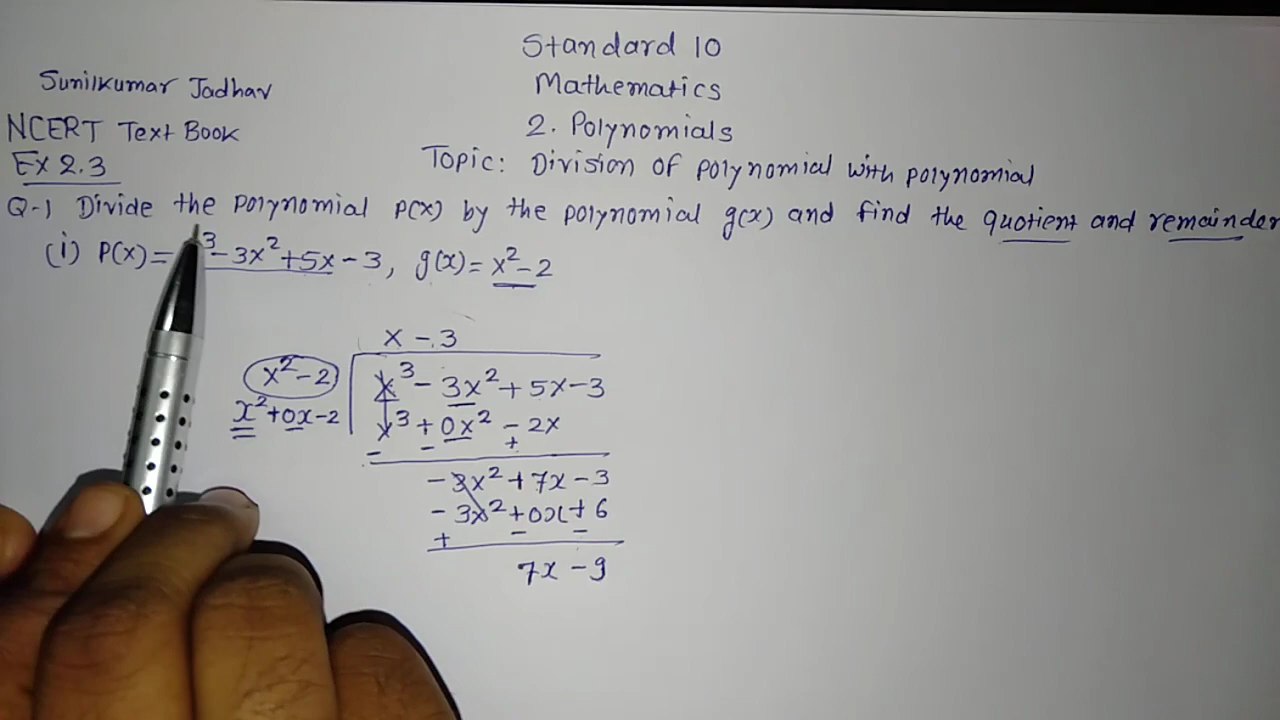 Standard 10
Sunilkumar Jadhav
Mathematics
NCERT Text Book
2. Polynomials
Ex 2.3
Topic: Division of polynomial with polynomial
Q-1 Divide the polynomial p(x) by the polynomial g(x) and find the quotient and remainder
(i) P(x) = ³ - 3x² + 5x - 3, g(x) = x² - 2
x - 3
x² - 2
x³ - 3x² + 5x - 3
x² + 0x - 2
x³ + 0x² - 2x
- - +
- 3x² + 7x - 3
- 3x² + 0x + 6
+ - -
7x - 9